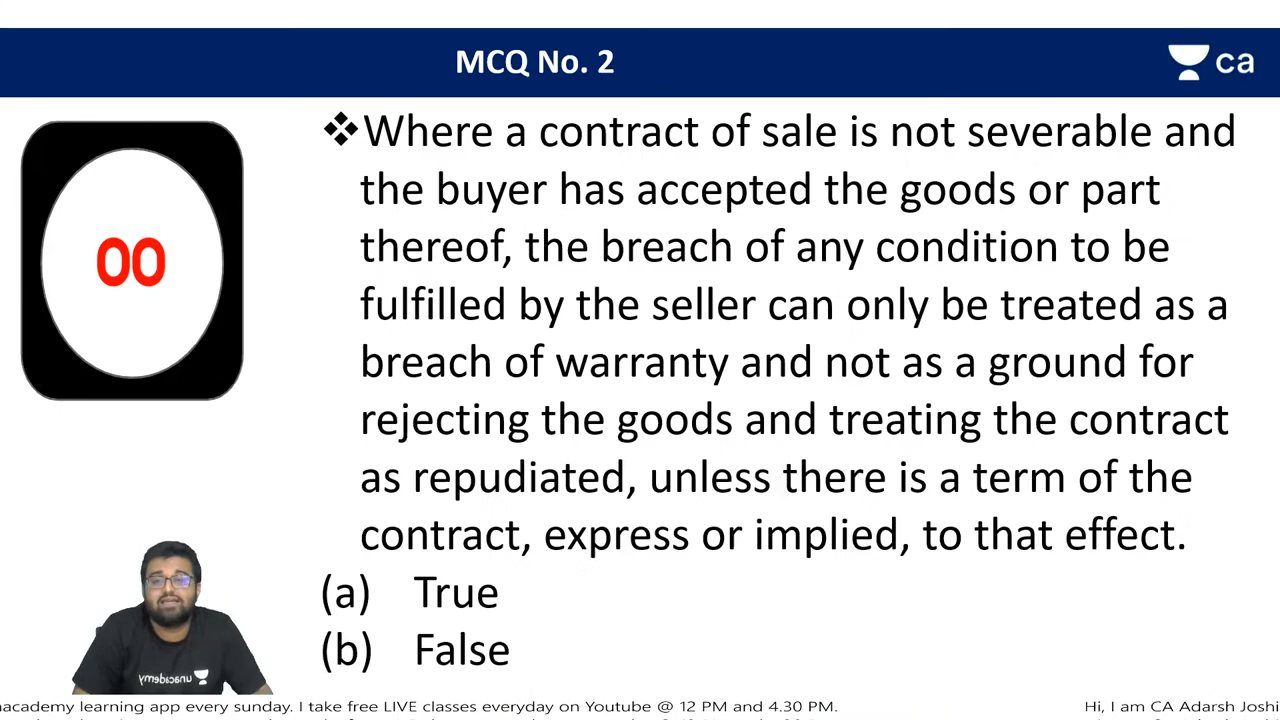 MCQ No. 2
ca
❖Where a contract of sale is not severable and
the buyer has accepted the goods or part
thereof, the breach of any condition to be
fulfilled by the seller can only be treated as a
breach of warranty and not as a ground for
rejecting the goods and treating the contract
as repudiated, unless there is a term of the
contract, express or implied, to that effect.
(a) True
(b) False
00
unacademy
nacademy learning app every sunday. I take free LIVE classes everyday on Youtube @ 12 PM and 4.30 PM.
Hi, I am CA Adarsh Joshi